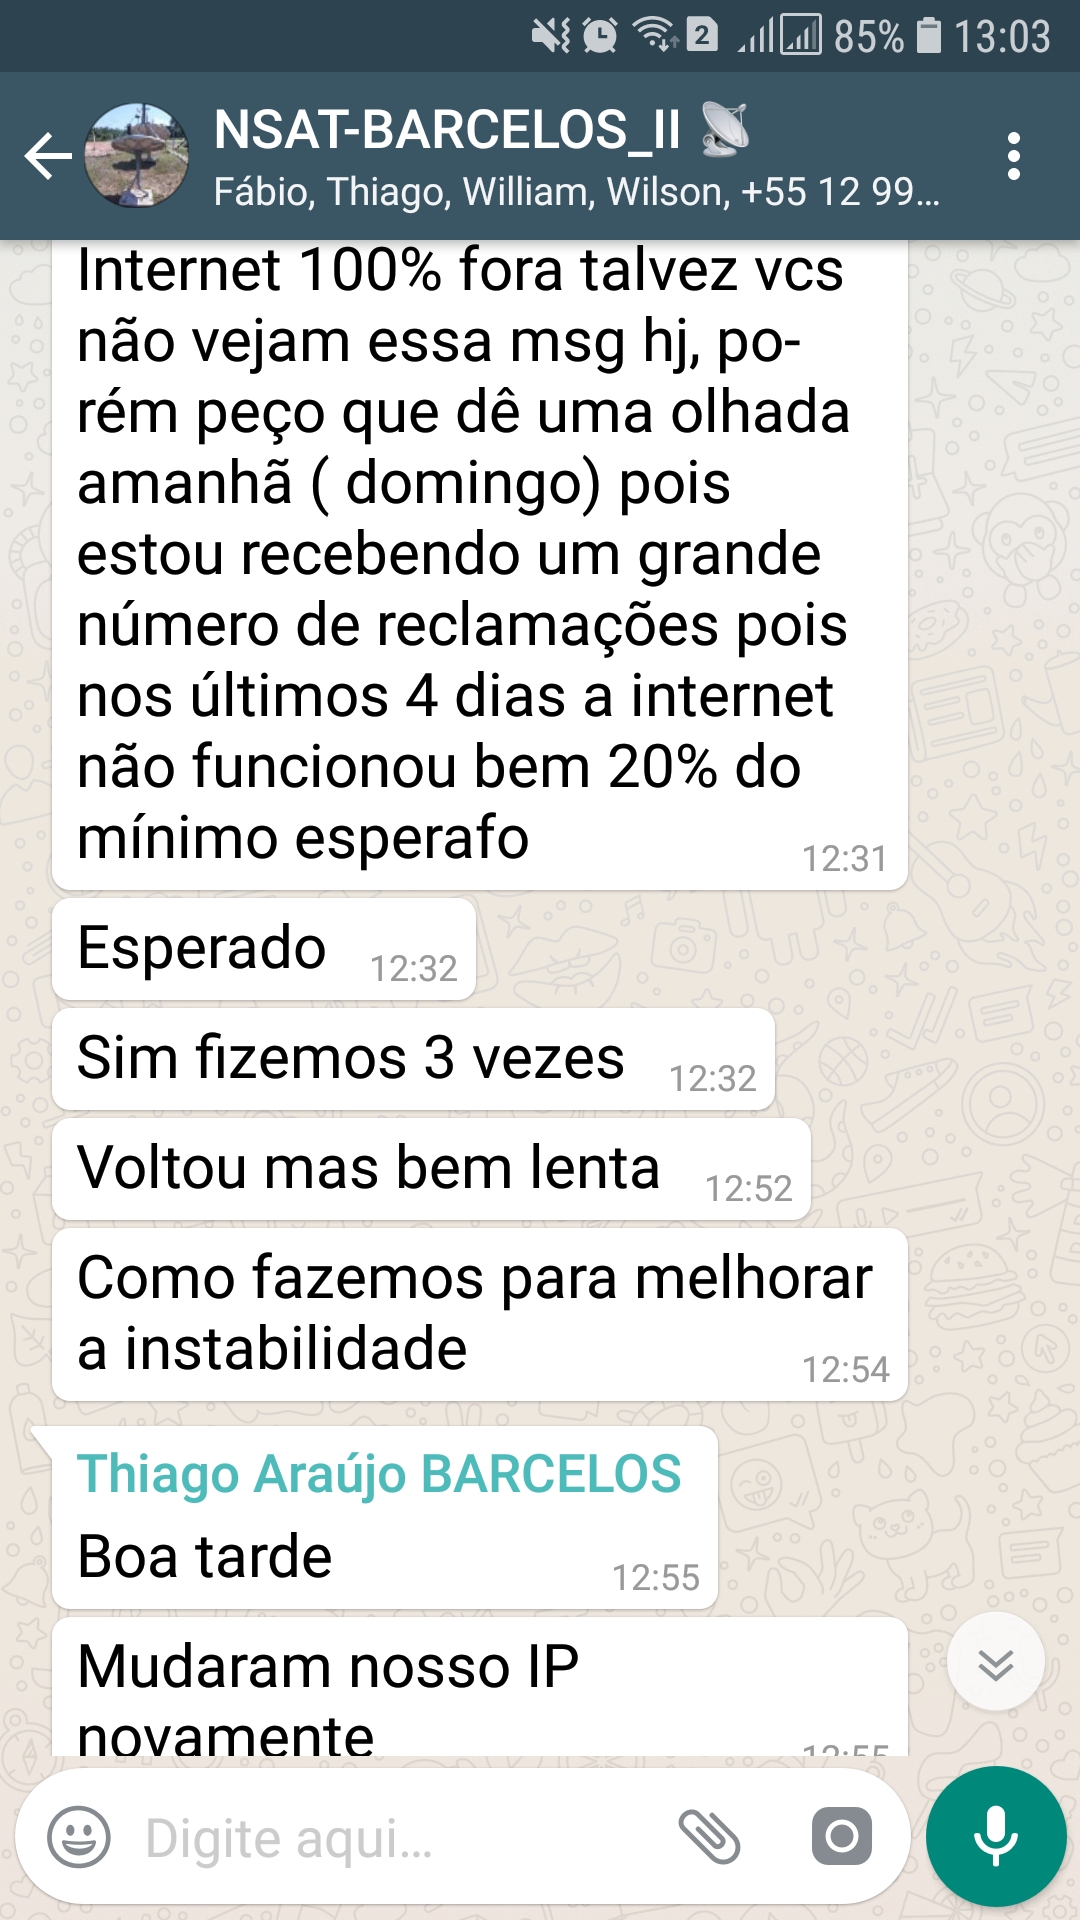 2 85% 13:03
NSAT-BARCELOS_II
Fábio, Thiago, William, Wilson, +55 12 99...
Internet 100% fora talvez vcs
não vejam essa msg hj, po-
rém peço que dê uma olhada
amanhã ( domingo) pois
estou recebendo um grande
número de reclamações pois
nos últimos 4 dias a internet
não funcionou bem 20% do
mínimo esperafo 12:31
Esperado 12:32
Sim fizemos 3 vezes 12:32
Voltou mas bem lenta 12:52
Como fazemos para melhorar
a instabilidade 12:54
Thiago Araújo BARCELOS
Boa tarde 12:55
Mudaram nosso IP
novamente 12:55
Digite aqui...